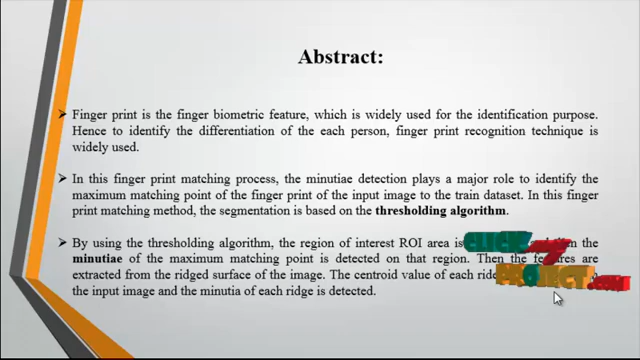 Abstract:
Finger print is the finger biometric feature, which is widely used for the identification purpose.
Hence to identify the differentiation of the each person, finger print recognition technique is
widely used.
In this finger print matching process, the minutiae detection plays a major role to identify the
maximum matching point of the finger print of the input image to the train dataset. In this finger
print matching method, the segmentation is based on the thresholding algorithm.
By using the thresholding algorithm, the region of interest ROI area is the
minutiae of the maximum matching point is detected on that region. Then the features are
extracted from the ridged surface of the image. The centroid value of each
the input image and the minutia of each ridge is detected.
CLICK
PROJECT.com